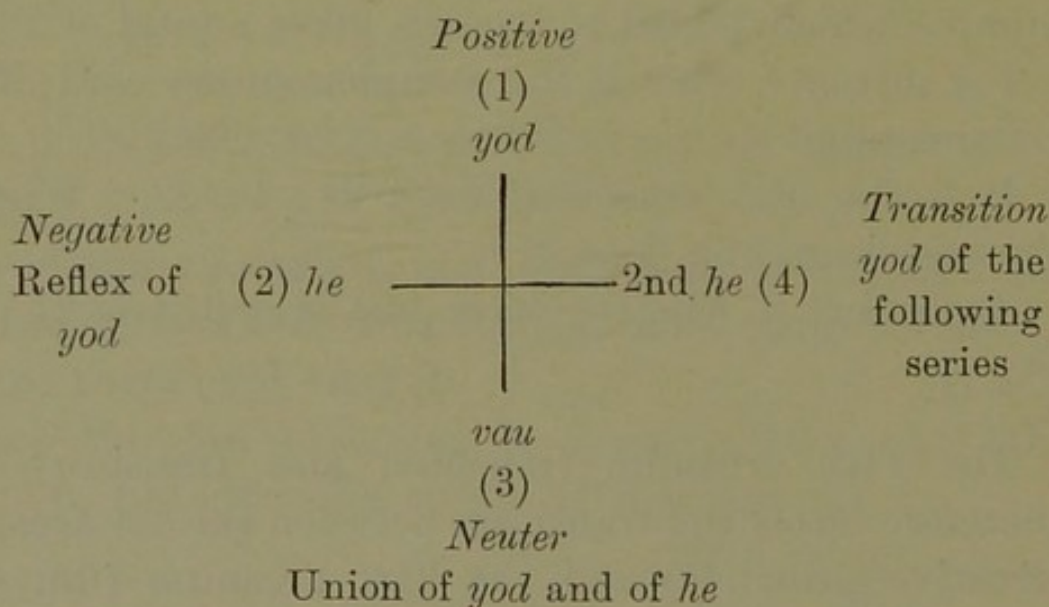 Positive
(1)
yod
Negative
Reflex of
yod
(2) he
2nd he (4)
Transition
yod of the
following
series
vau
(3)
Neuter
Union of yod and of he